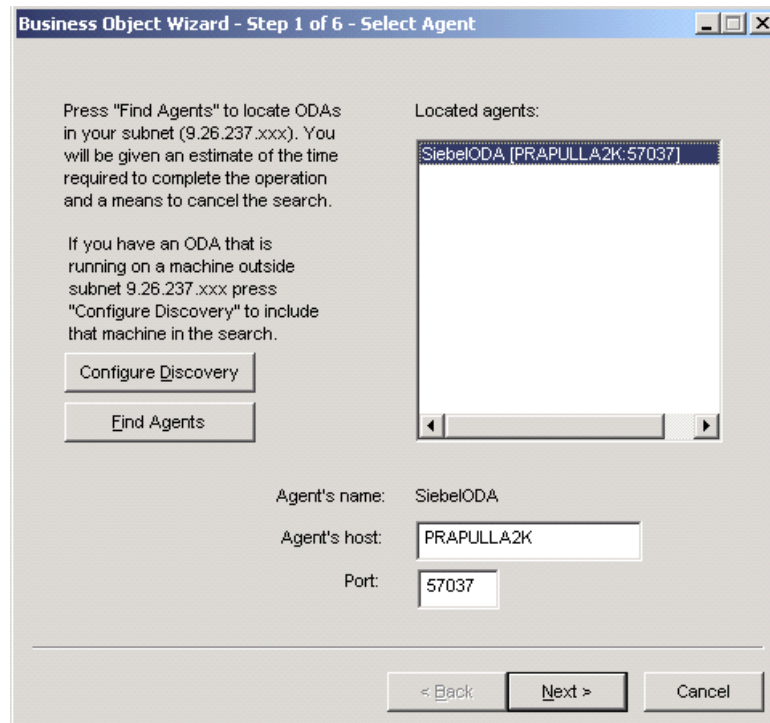 Business Object Wizard - Step 1 of 6 - Select Agent
Press "Find Agents" to locate ODAs
in your subnet (9.26.237.xxx). You
will be given an estimate of the time
required to complete the operation
and a means to cancel the search.
If you have an ODA that is
running on a machine outside
subnet 9.26.237.xxx press
"Configure Discovery" to include
that machine in the search.
Configure Discovery
Find Agents
Located agents:
SiebelODA [PRAPULLA2K:57037]
Agent's name: SiebelODA
Agent's host: PRAPULLA2K
Port: 57037
< Back Next > Cancel